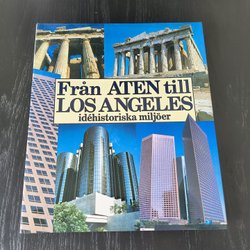 Från ATEN till
LOS ANGELES
idéhistoriska miljöer